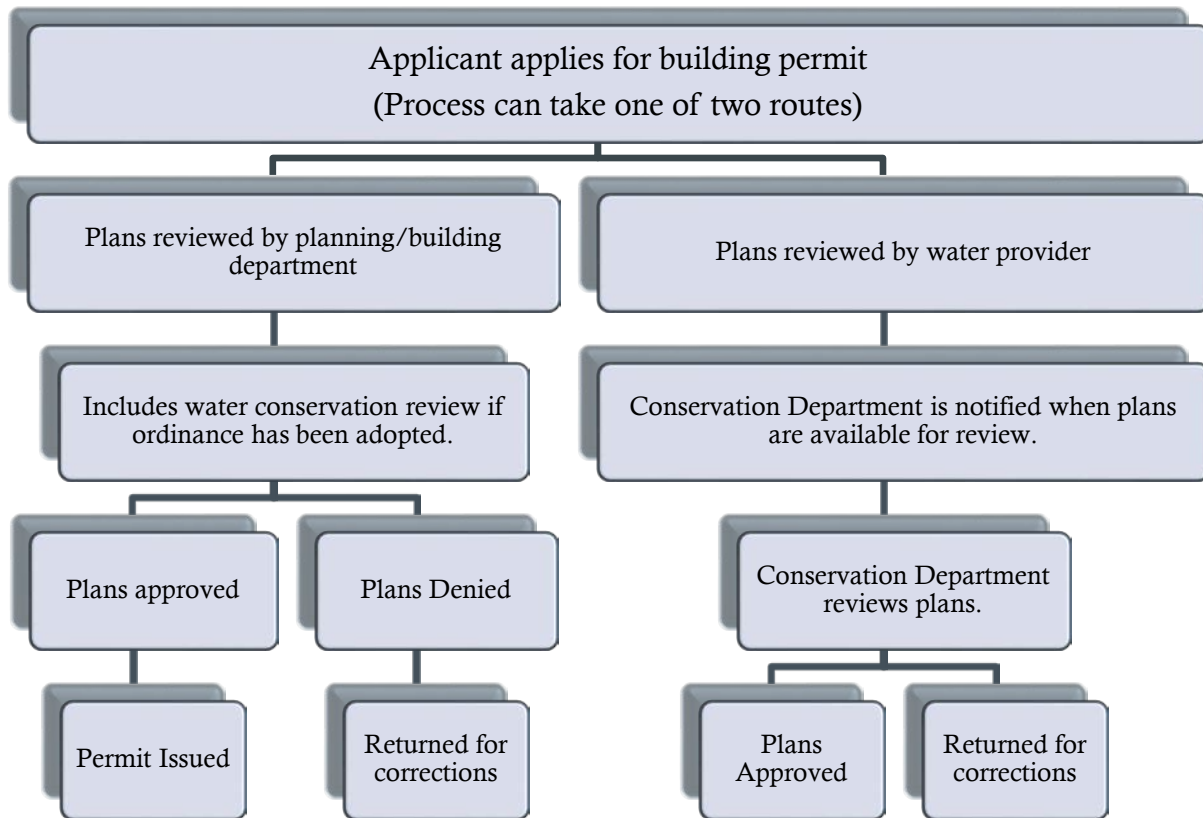 Applicant applies for building permit
(Process can take one of two routes)
Plans reviewed by planning/building
department
Plans reviewed by water provider
Includes water conservation review if
ordinance has been adopted.
Conservation Department is notified when plans
are available for review.
Plans approved
Plans Denied
Conservation Department
reviews plans.
Permit Issued
Returned for
corrections
Plans
Approved
Returned for
corrections